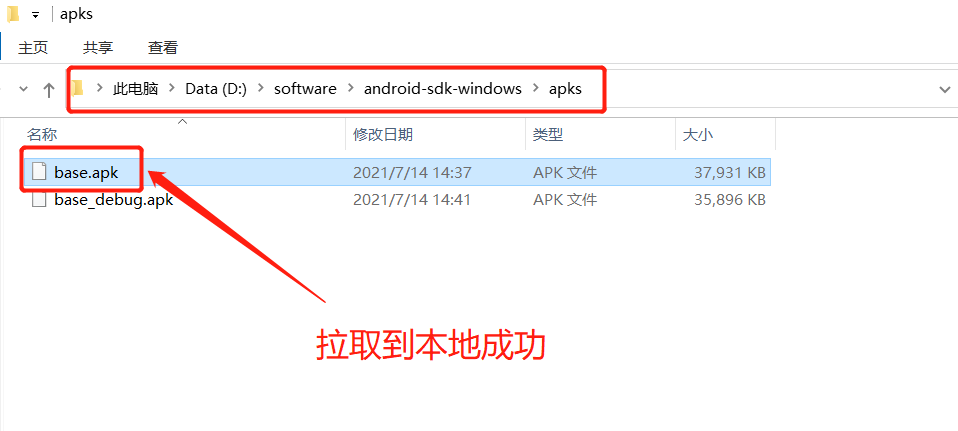 apks
主页 共享 查看
此电脑 > Data (D:) > software > android-sdk-windows > apks
名称 修改日期 类型 大小
base.apk 2021/7/14 14:37 APK 文件 37,931 KB
base_debug.apk 2021/7/14 14:41 APK 文件 35,896 KB
拉取到本地成功